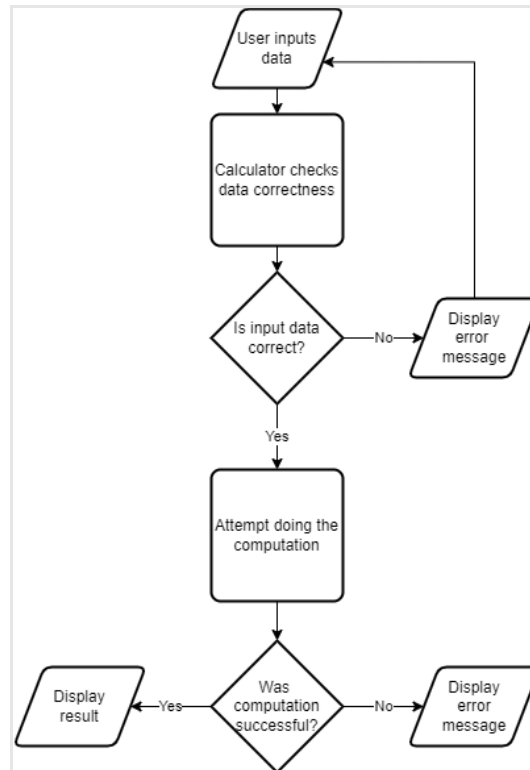 User inputs
data
Calculator checks
data correctness
Is input data
correct?
No
Display
error
message
Yes
Attempt doing the
computation
Was
computation
successful?
Yes
Display
result
No
Display
error
message